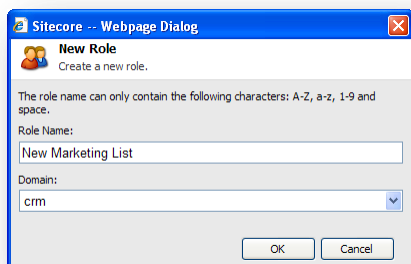 Sitecore -- Webpage Dialog
New Role
Create a new role.
The role name can only contain the following characters: A-Z, a-z, 1-9 and
space.
Role Name:
New Marketing List
Domain:
crm
OK Cancel